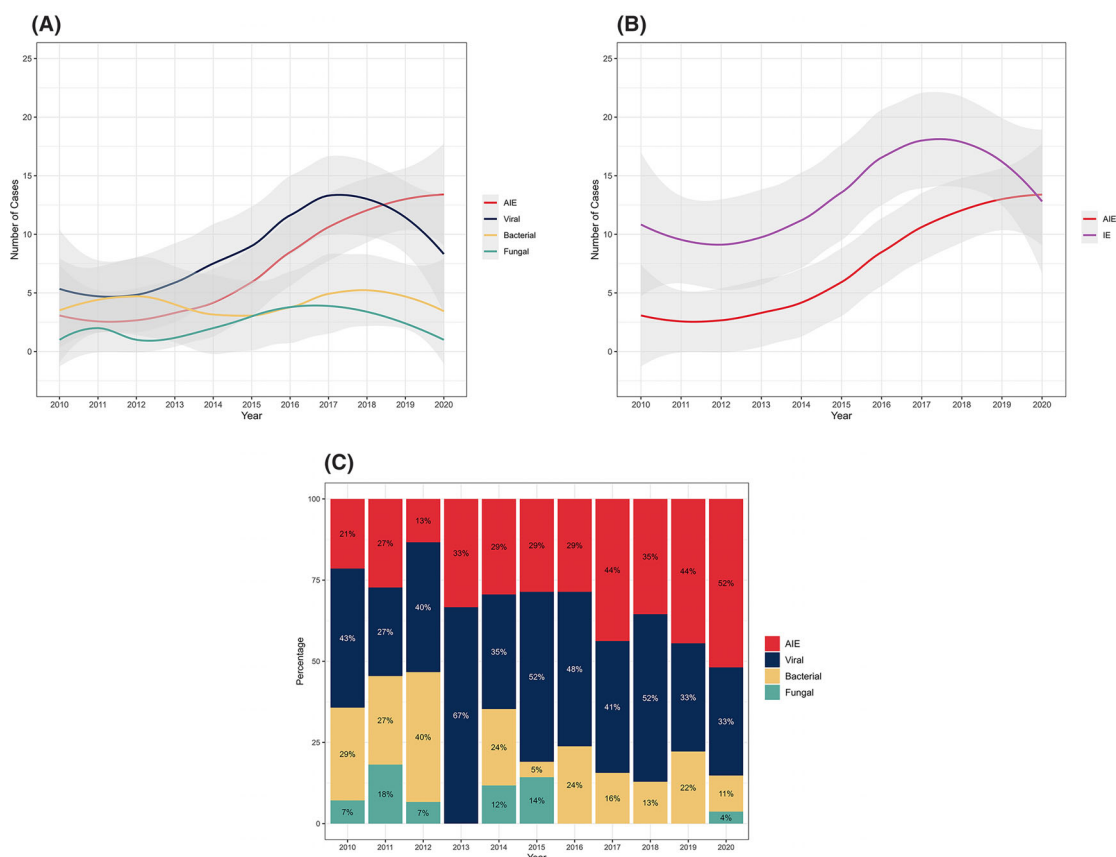 (A)
25
20
15
10
5
0
Number of Cases
2010 2011 2012 2013 2014 2015 2016 2017 2018 2019 2020
Year
AIE
Viral
Bacterial
Fungal
(B)
25
20
15
10
5
0
Number of Cases
2010 2011 2012 2013 2014 2015 2016 2017 2018 2019 2020
Year
AIE
IE
(C)
100
75
50
25
0
Percentage
21% 27% 13% 33% 29% 29% 29% 44% 35% 44% 52%
43% 27% 40% 67% 35% 52% 48% 41% 52% 33% 33%
29% 27% 40% 24% 5% 24% 16% 13% 22% 11%
7% 18% 7% 12% 14% 4%
2010 2011 2012 2013 2014 2015 2016 2017 2018 2019 2020
Year
AIE
Viral
Bacterial
Fungal